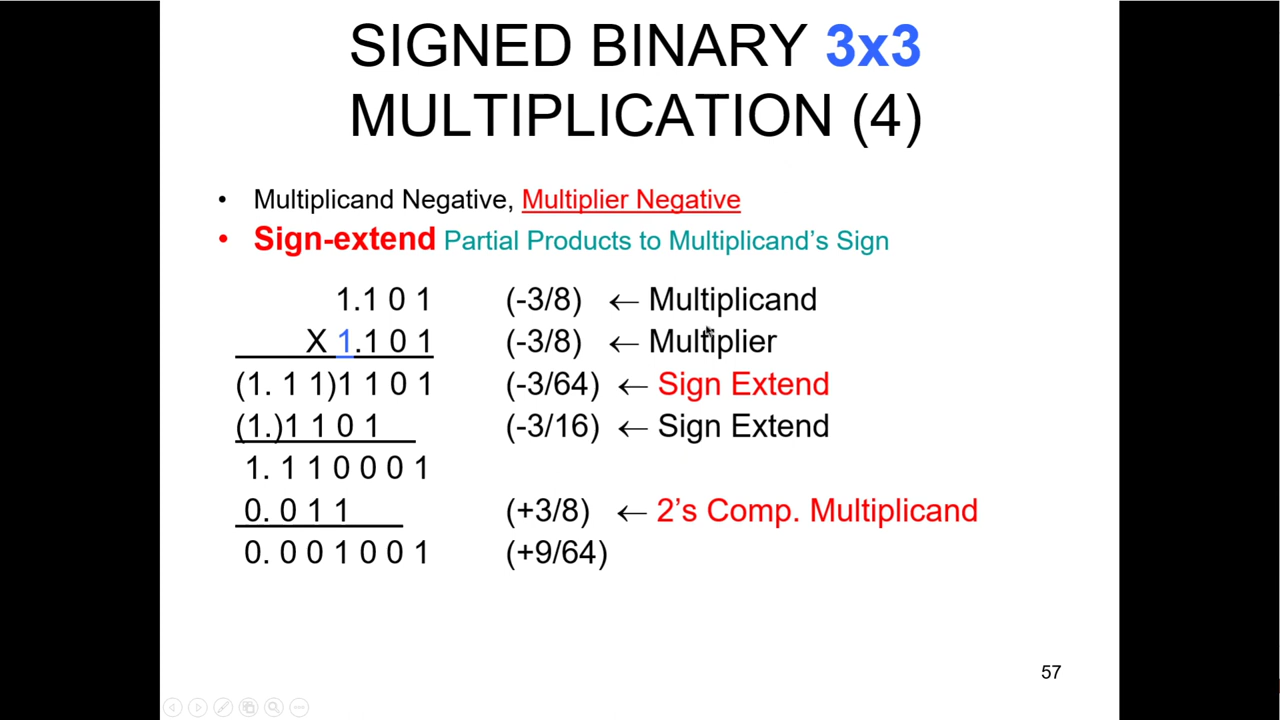 SIGNED BINARY 3x3
MULTIPLICATION (4)
• Multiplicand Negative, Multiplier Negative
• Sign-extend Partial Products to Multiplicand’s Sign
1.1 0 1 (-3/8) ← Multiplicand
X 1.1 0 1 (-3/8) ← Multiplier
(1. 1 1)1 1 0 1 (-3/64) ← Sign Extend
(1.)1 1 0 1 (-3/16) ← Sign Extend
1. 1 1 0 0 0 1
0. 0 1 1 (+3/8) ← 2’s Comp. Multiplicand
0. 0 0 1 0 0 1 (+9/64)
57